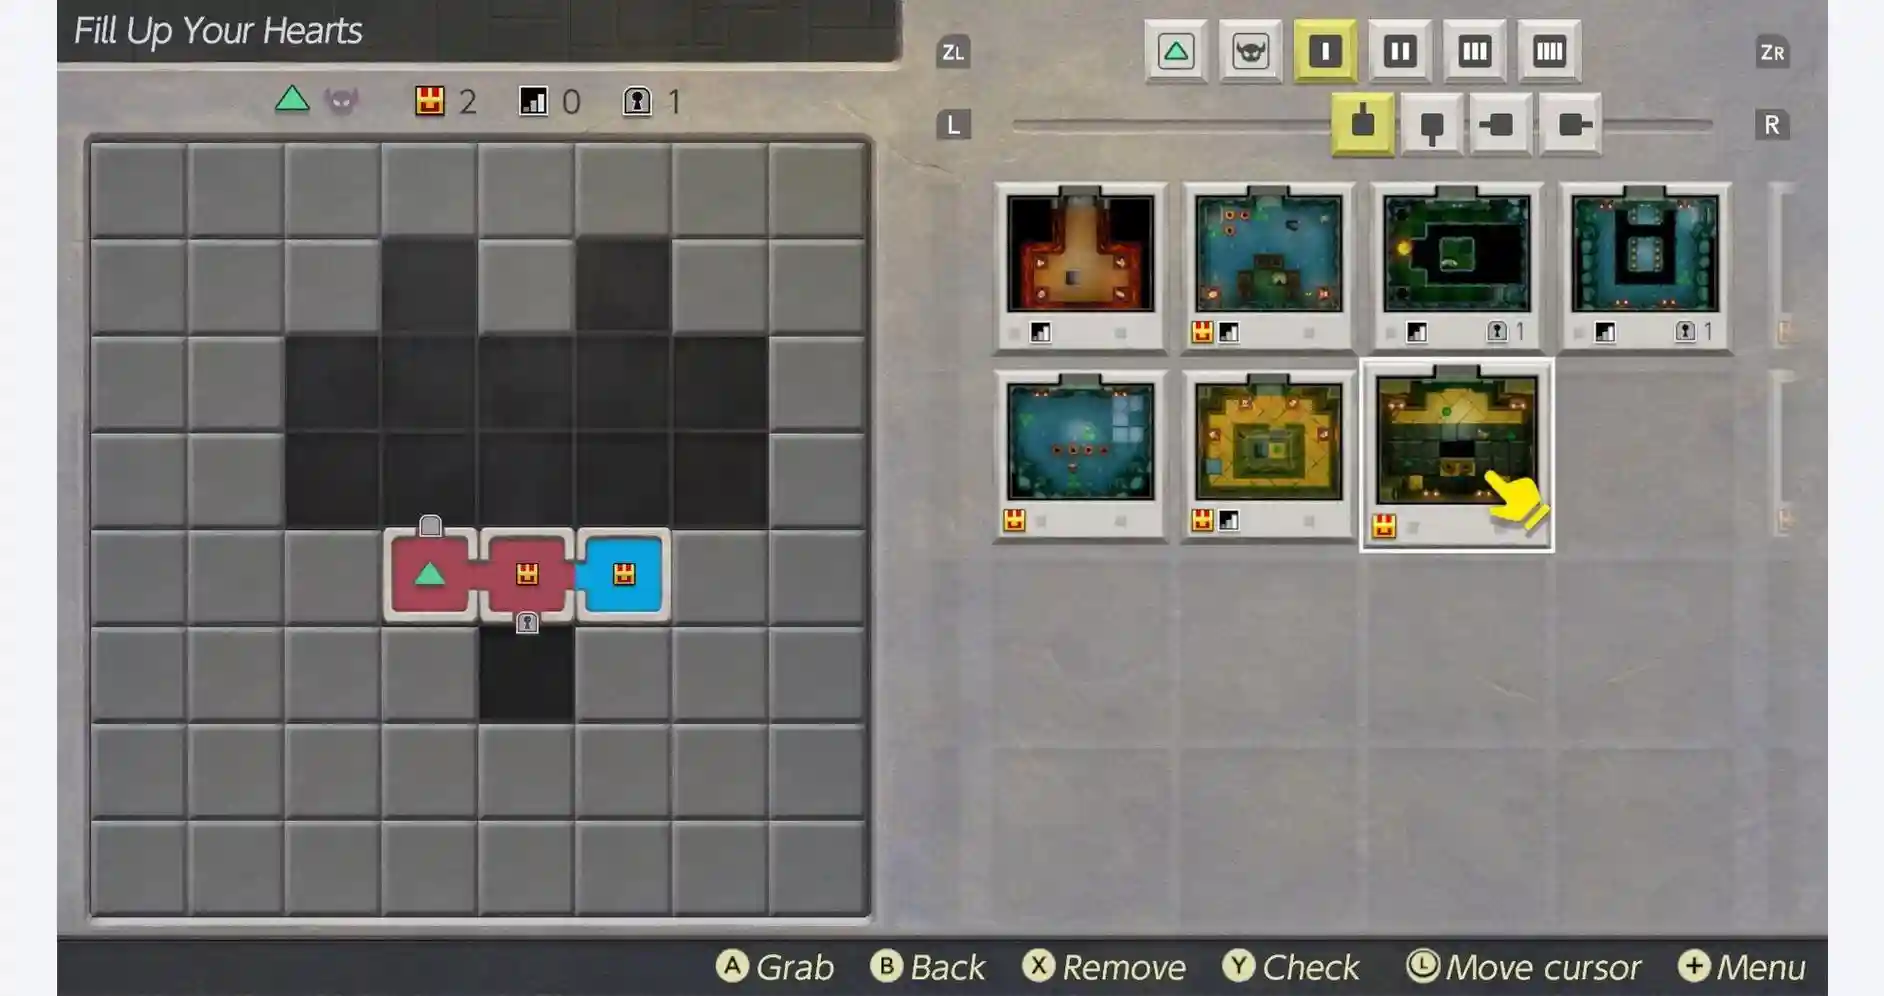 Fill Up Your Hearts
2 0 1
ZL
ZR
L
R
1 1
A Grab B Back X Remove Y Check L Move cursor + Menu